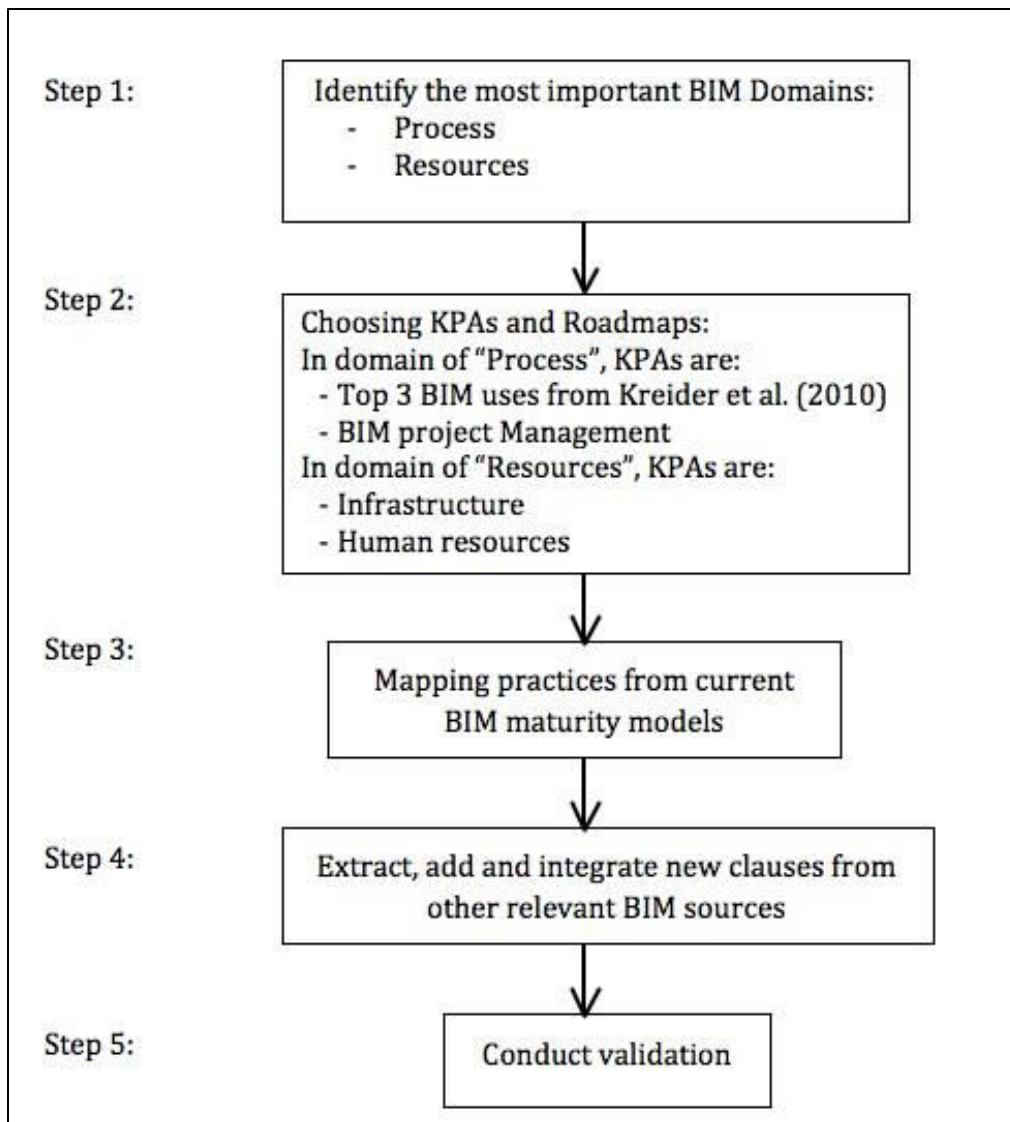 Step 1:
Identify the most important BIM Domains:
- Process
- Resources
Step 2:
Choosing KPAs and Roadmaps:
In domain of “Process”, KPAs are:
- Top 3 BIM uses from Kreider et al. (2010)
- BIM project Management
In domain of “Resources”, KPAs are:
- Infrastructure
- Human resources
Step 3:
Mapping practices from current
BIM maturity models
Step 4:
Extract, add and integrate new clauses from
other relevant BIM sources
Step 5:
Conduct validation